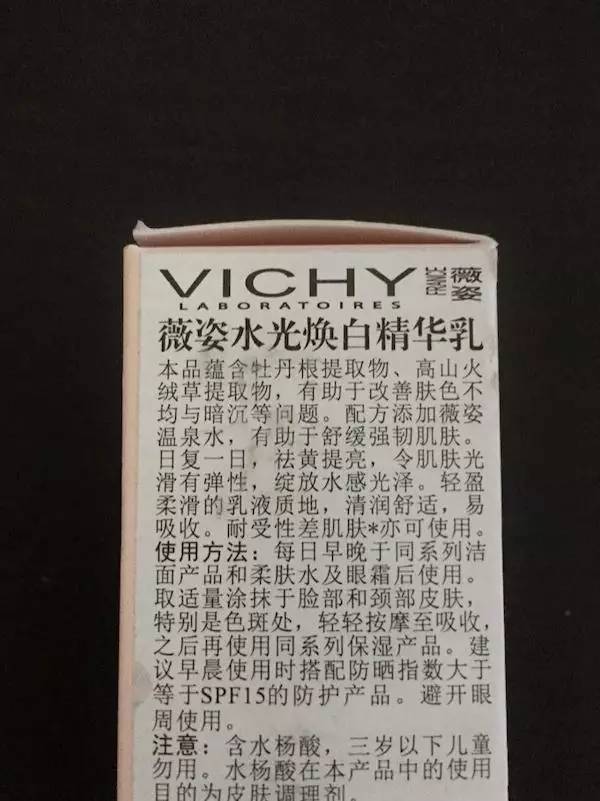 VICHY 薇姿
LABORATOIRES
薇姿水光焕白精华乳
本品蕴含牡丹根提取物、高山火
绒草提取物，有助于改善肤色不
均与暗沉等问题。配方添加薇姿
温泉水，有助于舒缓强韧肌肤。
日复一日，祛黄提亮，令肌肤光
滑有弹性，绽放水感光泽。轻盈
柔滑的乳液质地，清润舒适，易
吸收。耐受性差肌肤*亦可使用。
使用方法：每日早晚于同系列洁
面产品和柔肤水及眼霜后使用。
取适量涂抹于脸部和颈部皮肤，
特别是色斑处，轻轻按摩至吸收，
之后再使用同系列保湿产品。建
议早晨使用时搭配防晒指数大于
等于SPF15的防护产品。避开眼
周使用。
注意：含水杨酸，三岁以下儿童
勿用。水杨酸在本产品中的使用
目的为皮肤调理剂。